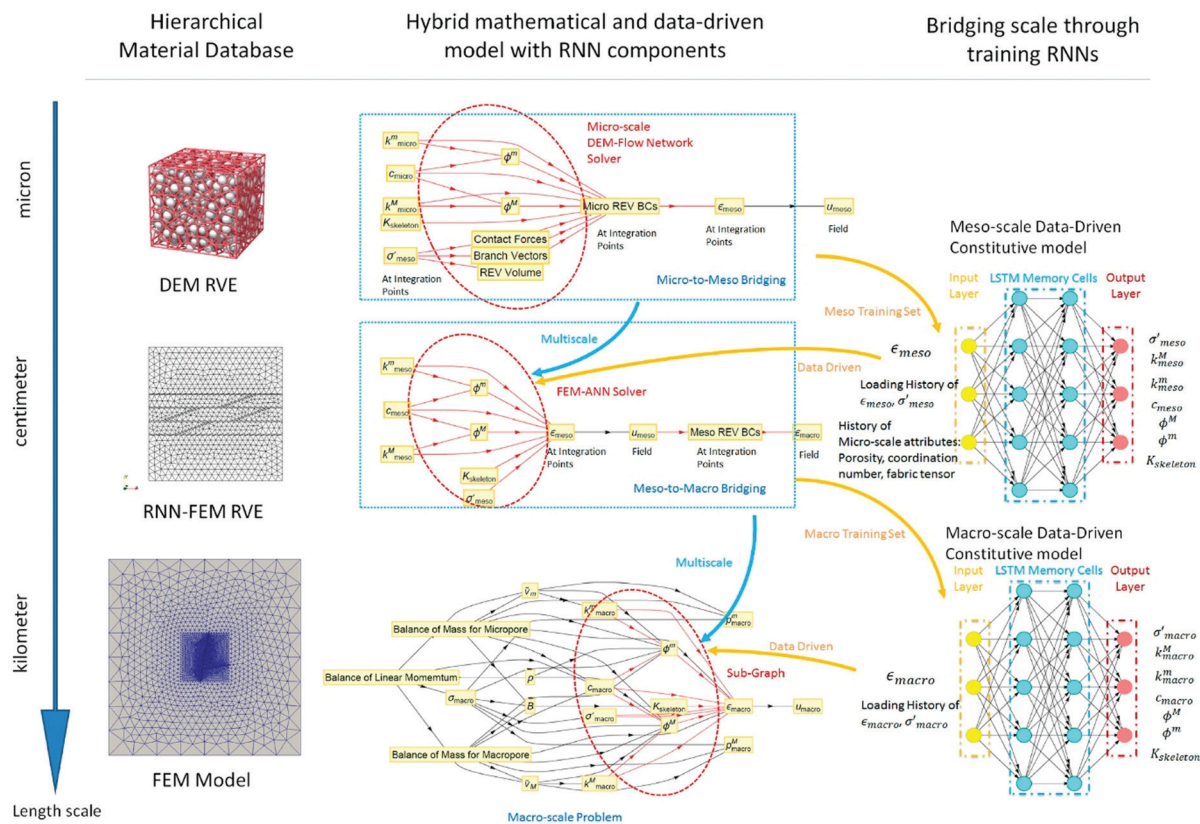 Hierarchical
Material Database
Hybrid mathematical and data-driven
model with RNN components
Bridging scale through
training RNNs
micron
centimeter
kilometer
Length scale
DEM RVE
RNN-FEM RVE
FEM Model
Micro-scale
DEM-Flow Network
Solver
k^m_micro
c_micro
k^M_micro
K_skeleton
σ'_meso
ϕ^m
ϕ^M
Contact Forces
Branch Vectors
REV Volume
Micro REV BCs
ϵ_meso
u_meso
At Integration
Points
At Integration
Points
At Integration
Points
Field
Micro-to-Meso Bridging
Multiscale
Meso Training Set
Data Driven
FEM-ANN Solver
k^m_meso
c_meso
k^M_meso
ϕ^m
ϕ^M
K_skeleton
σ'_meso
ϵ_meso
u_meso
Meso REV BCs
ϵ_macro
At Integration
Points
Field
At Integration
Points
Field
Meso-to-Macro Bridging
Multiscale
Macro Training Set
Data Driven
Sub-Graph
Balance of Mass for Micropore
Balance of Linear Momentum
Balance of Mass for Macropore
ṽ_m
ṽ_M
σ_macro
ρ
B
k^m_macro
c_macro
σ'_macro
k^M_macro
K_skeleton
ϕ^m
ϕ^M
p^m_macro
p^M_macro
ϵ_macro
u_macro
Macro-scale Problem
Meso-scale Data-Driven
Constitutive model
Input
Layer
LSTM Memory Cells
Output
Layer
ϵ_meso
Loading History of
ϵ_meso, σ'_meso
History of
Micro-scale attributes:
Porosity, coordination
number, fabric tensor
σ'_meso
k^M_meso
k^m_meso
c_meso
ϕ^M
ϕ^m
K_skeleton
Macro-scale Data-Driven
Constitutive model
Input
Layer
LSTM Memory Cells
Output
Layer
ϵ_macro
Loading History of
ϵ_macro, σ'_macro
σ'_macro
k^M_macro
k^m_macro
c_macro
ϕ^M
ϕ^m
K_skeleton